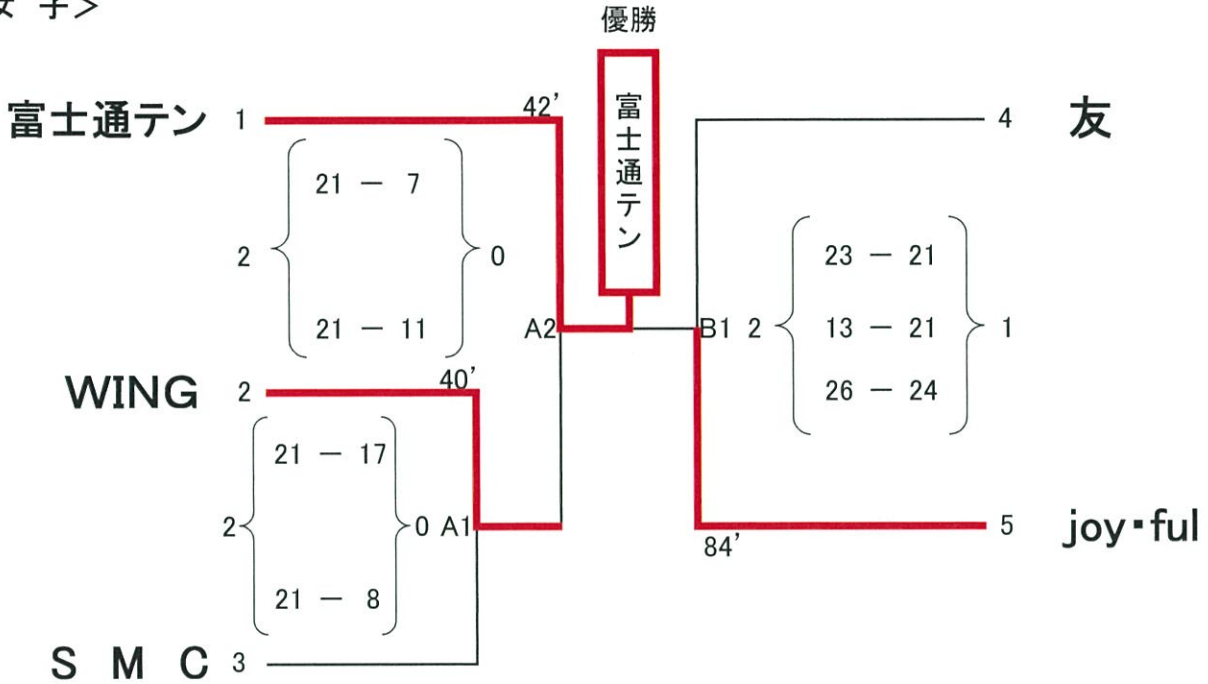 子＞
優勝
富士通テン 1
42’
富士通テン
4 友
21 － 7
2 0
21 － 11
A2
B1 2
23 － 21
13 － 21
26 － 24
1
WING 2
40’
21 － 17
2 0 A1
21 － 8
S M C 3
84’
5 joy・ful